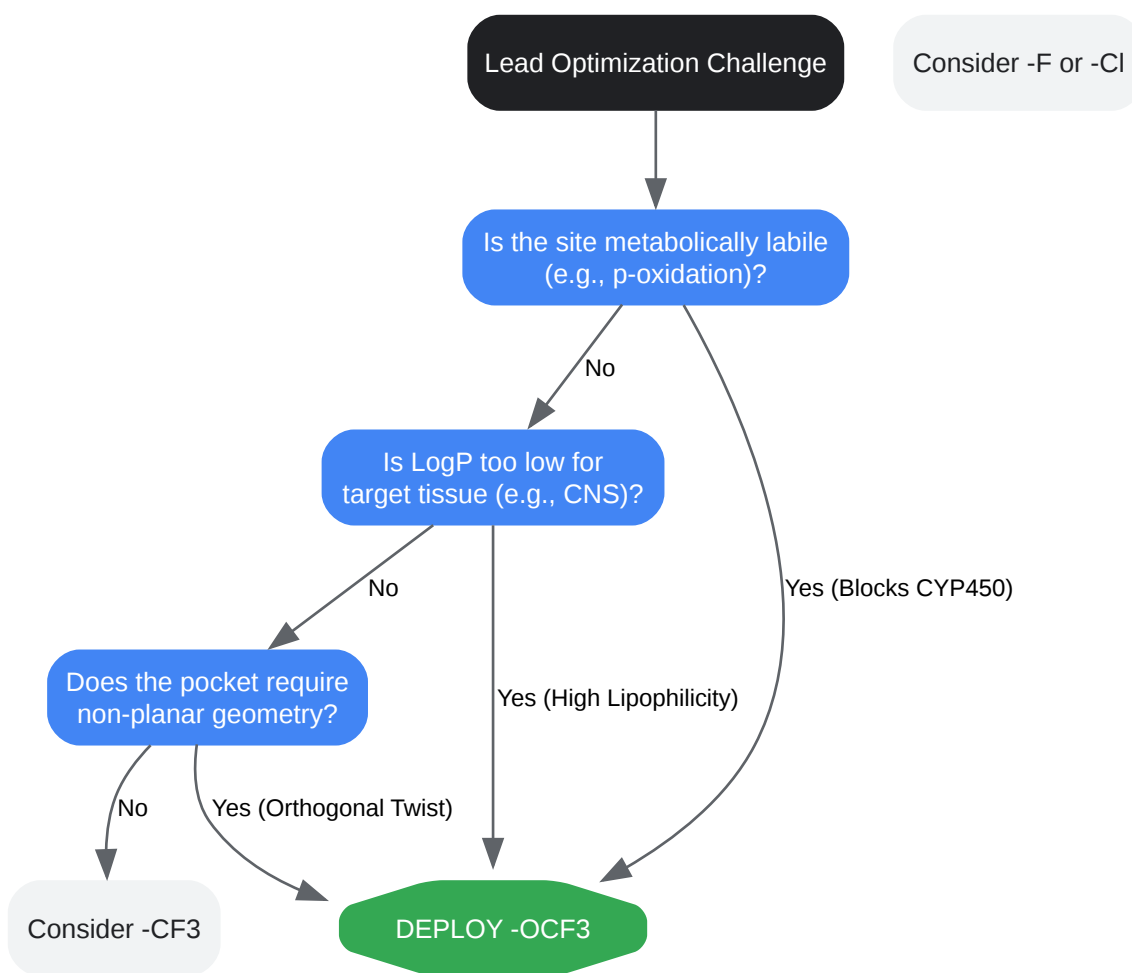 Lead Optimization Challenge
Consider -F or -Cl
Is the site metabolically labile
(e.g., p-oxidation)?
No
Is LogP too low for
target tissue (e.g., CNS)?
Yes (Blocks CYP450)
No
Does the pocket require
non-planar geometry?
Yes (High Lipophilicity)
No
Yes (Orthogonal Twist)
Consider -CF3
DEPLOY -OCF3